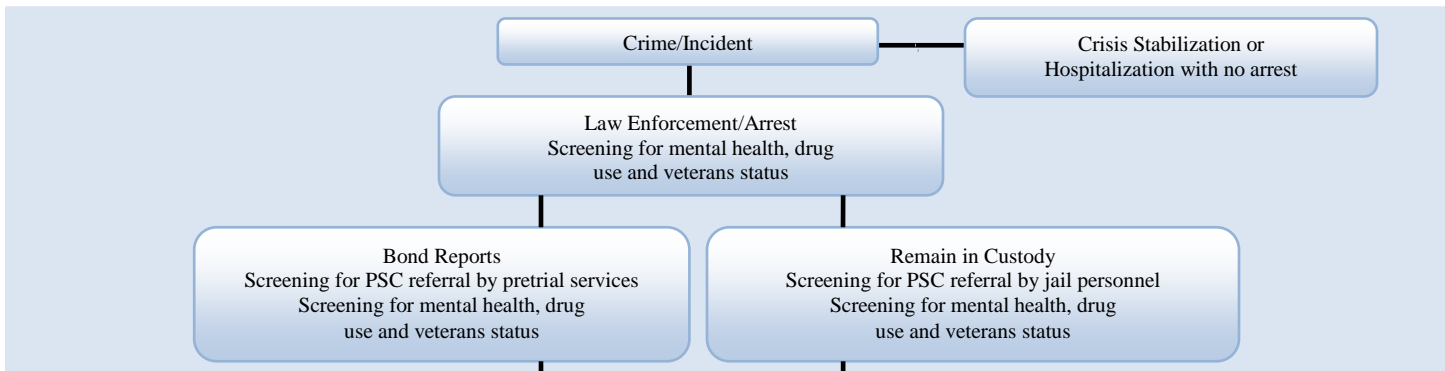 Crime/Incident
Crisis Stabilization or
Hospitalization with no arrest
Law Enforcement/Arrest
Screening for mental health, drug
use and veterans status
Bond Reports
Screening for PSC referral by pretrial services
Screening for mental health, drug
use and veterans status
Remain in Custody
Screening for PSC referral by jail personnel
Screening for mental health, drug
use and veterans status